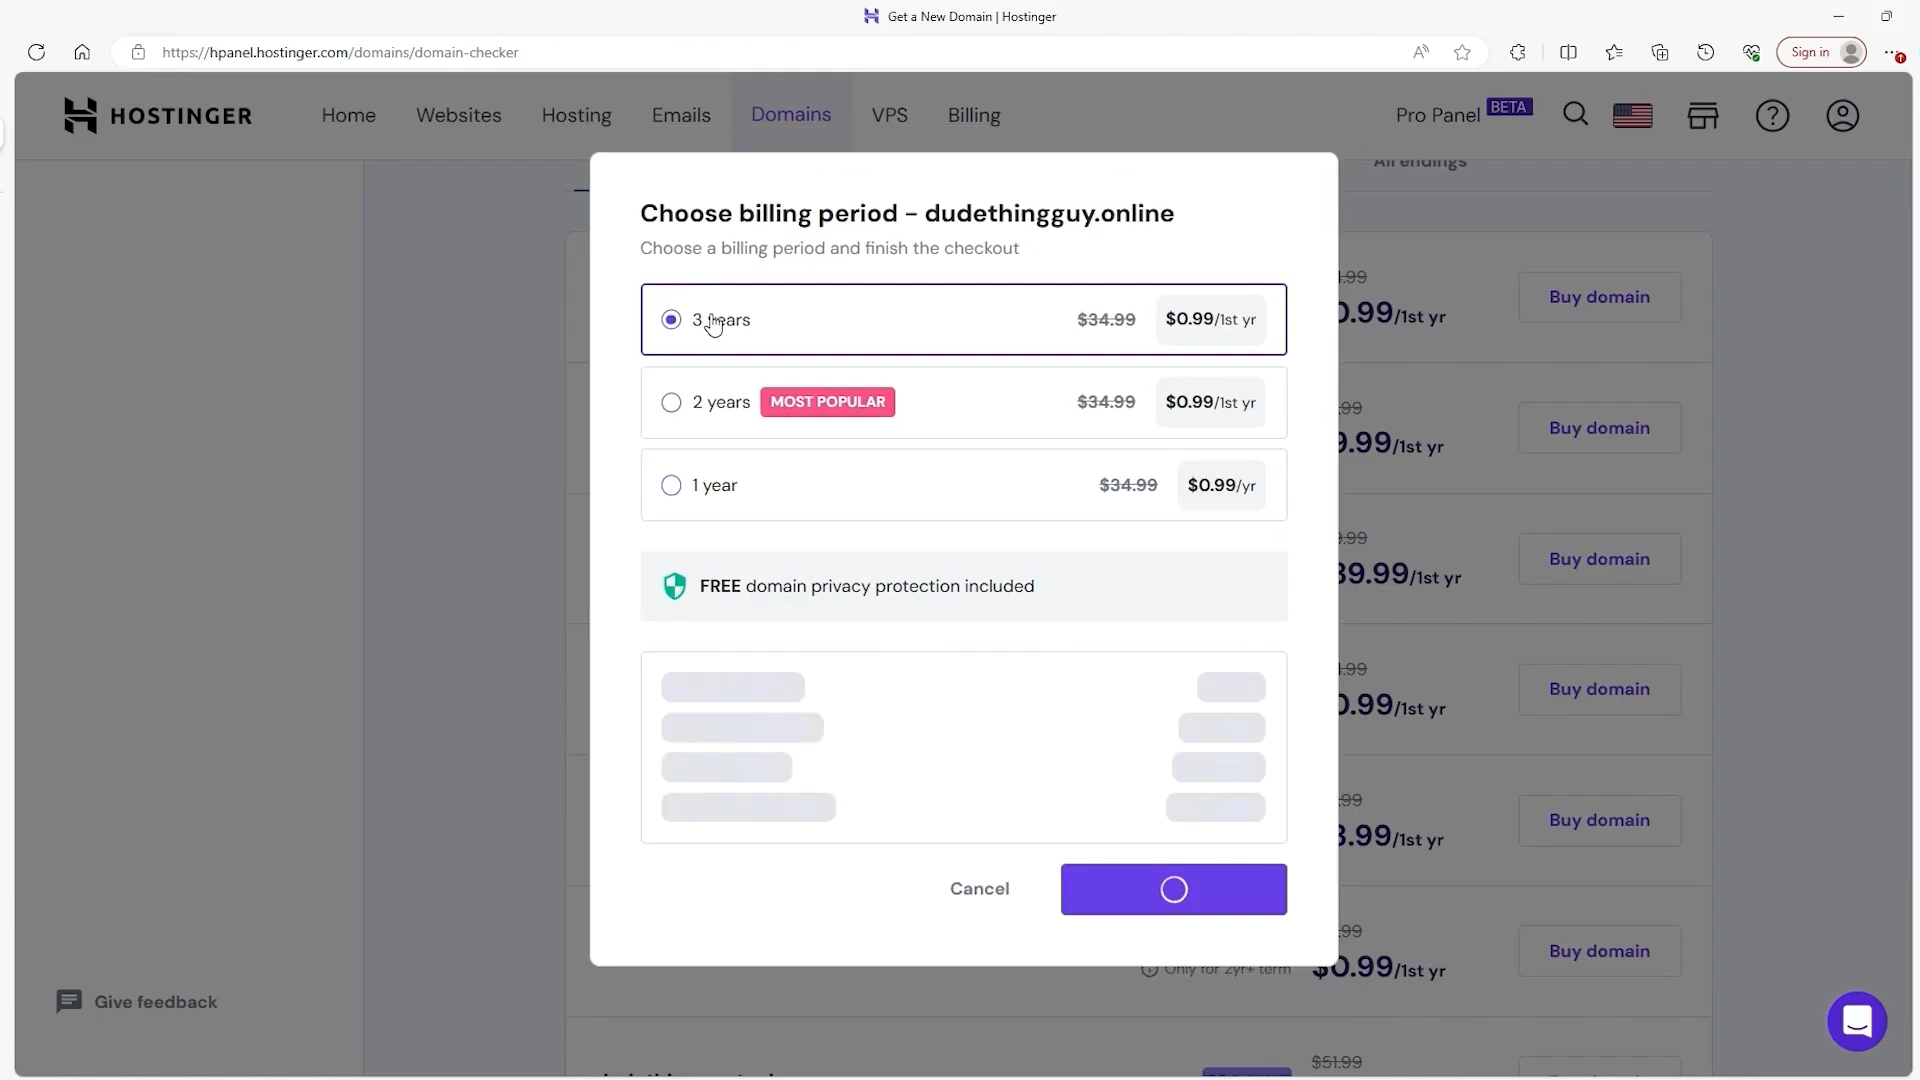 Get a New Domain | Hostinger
https://hpanel.hostinger.com/domains/domain-checker
Sign in
HOSTINGER
Home
Websites
Hosting
Emails
Domains
VPS
Billing
Pro Panel BETA
All endings
Choose billing period – dudethingguy.online
Choose a billing period and finish the checkout
3 years $34.99 $0.99/1st yr
2 years MOST POPULAR $34.99 $0.99/1st yr
1 year $34.99 $0.99/yr
FREE domain privacy protection included
Cancel
.99
0.99/1st yr
Buy domain
.99
9.99/1st yr
Buy domain
.99
39.99/1st yr
Buy domain
.99
0.99/1st yr
Buy domain
.99
3.99/1st yr
Buy domain
.99
Only for 2yr+ term $0.99/1st yr
Buy domain
$51.99
Give feedback